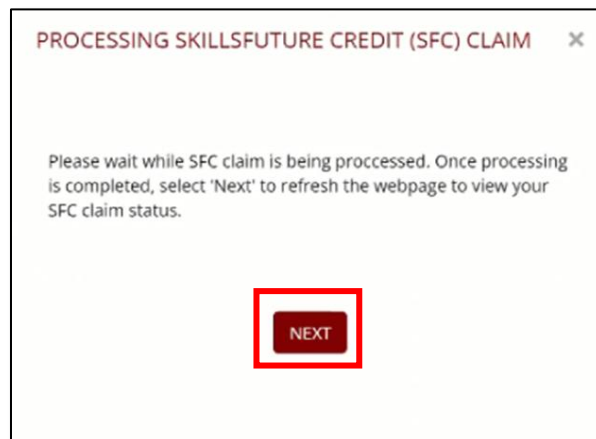 PROCESSING SKILLSFUTURE CREDIT (SFC) CLAIM ×
Please wait while SFC claim is being proccessed. Once processing
is completed, select 'Next' to refresh the webpage to view your
SFC claim status.
NEXT